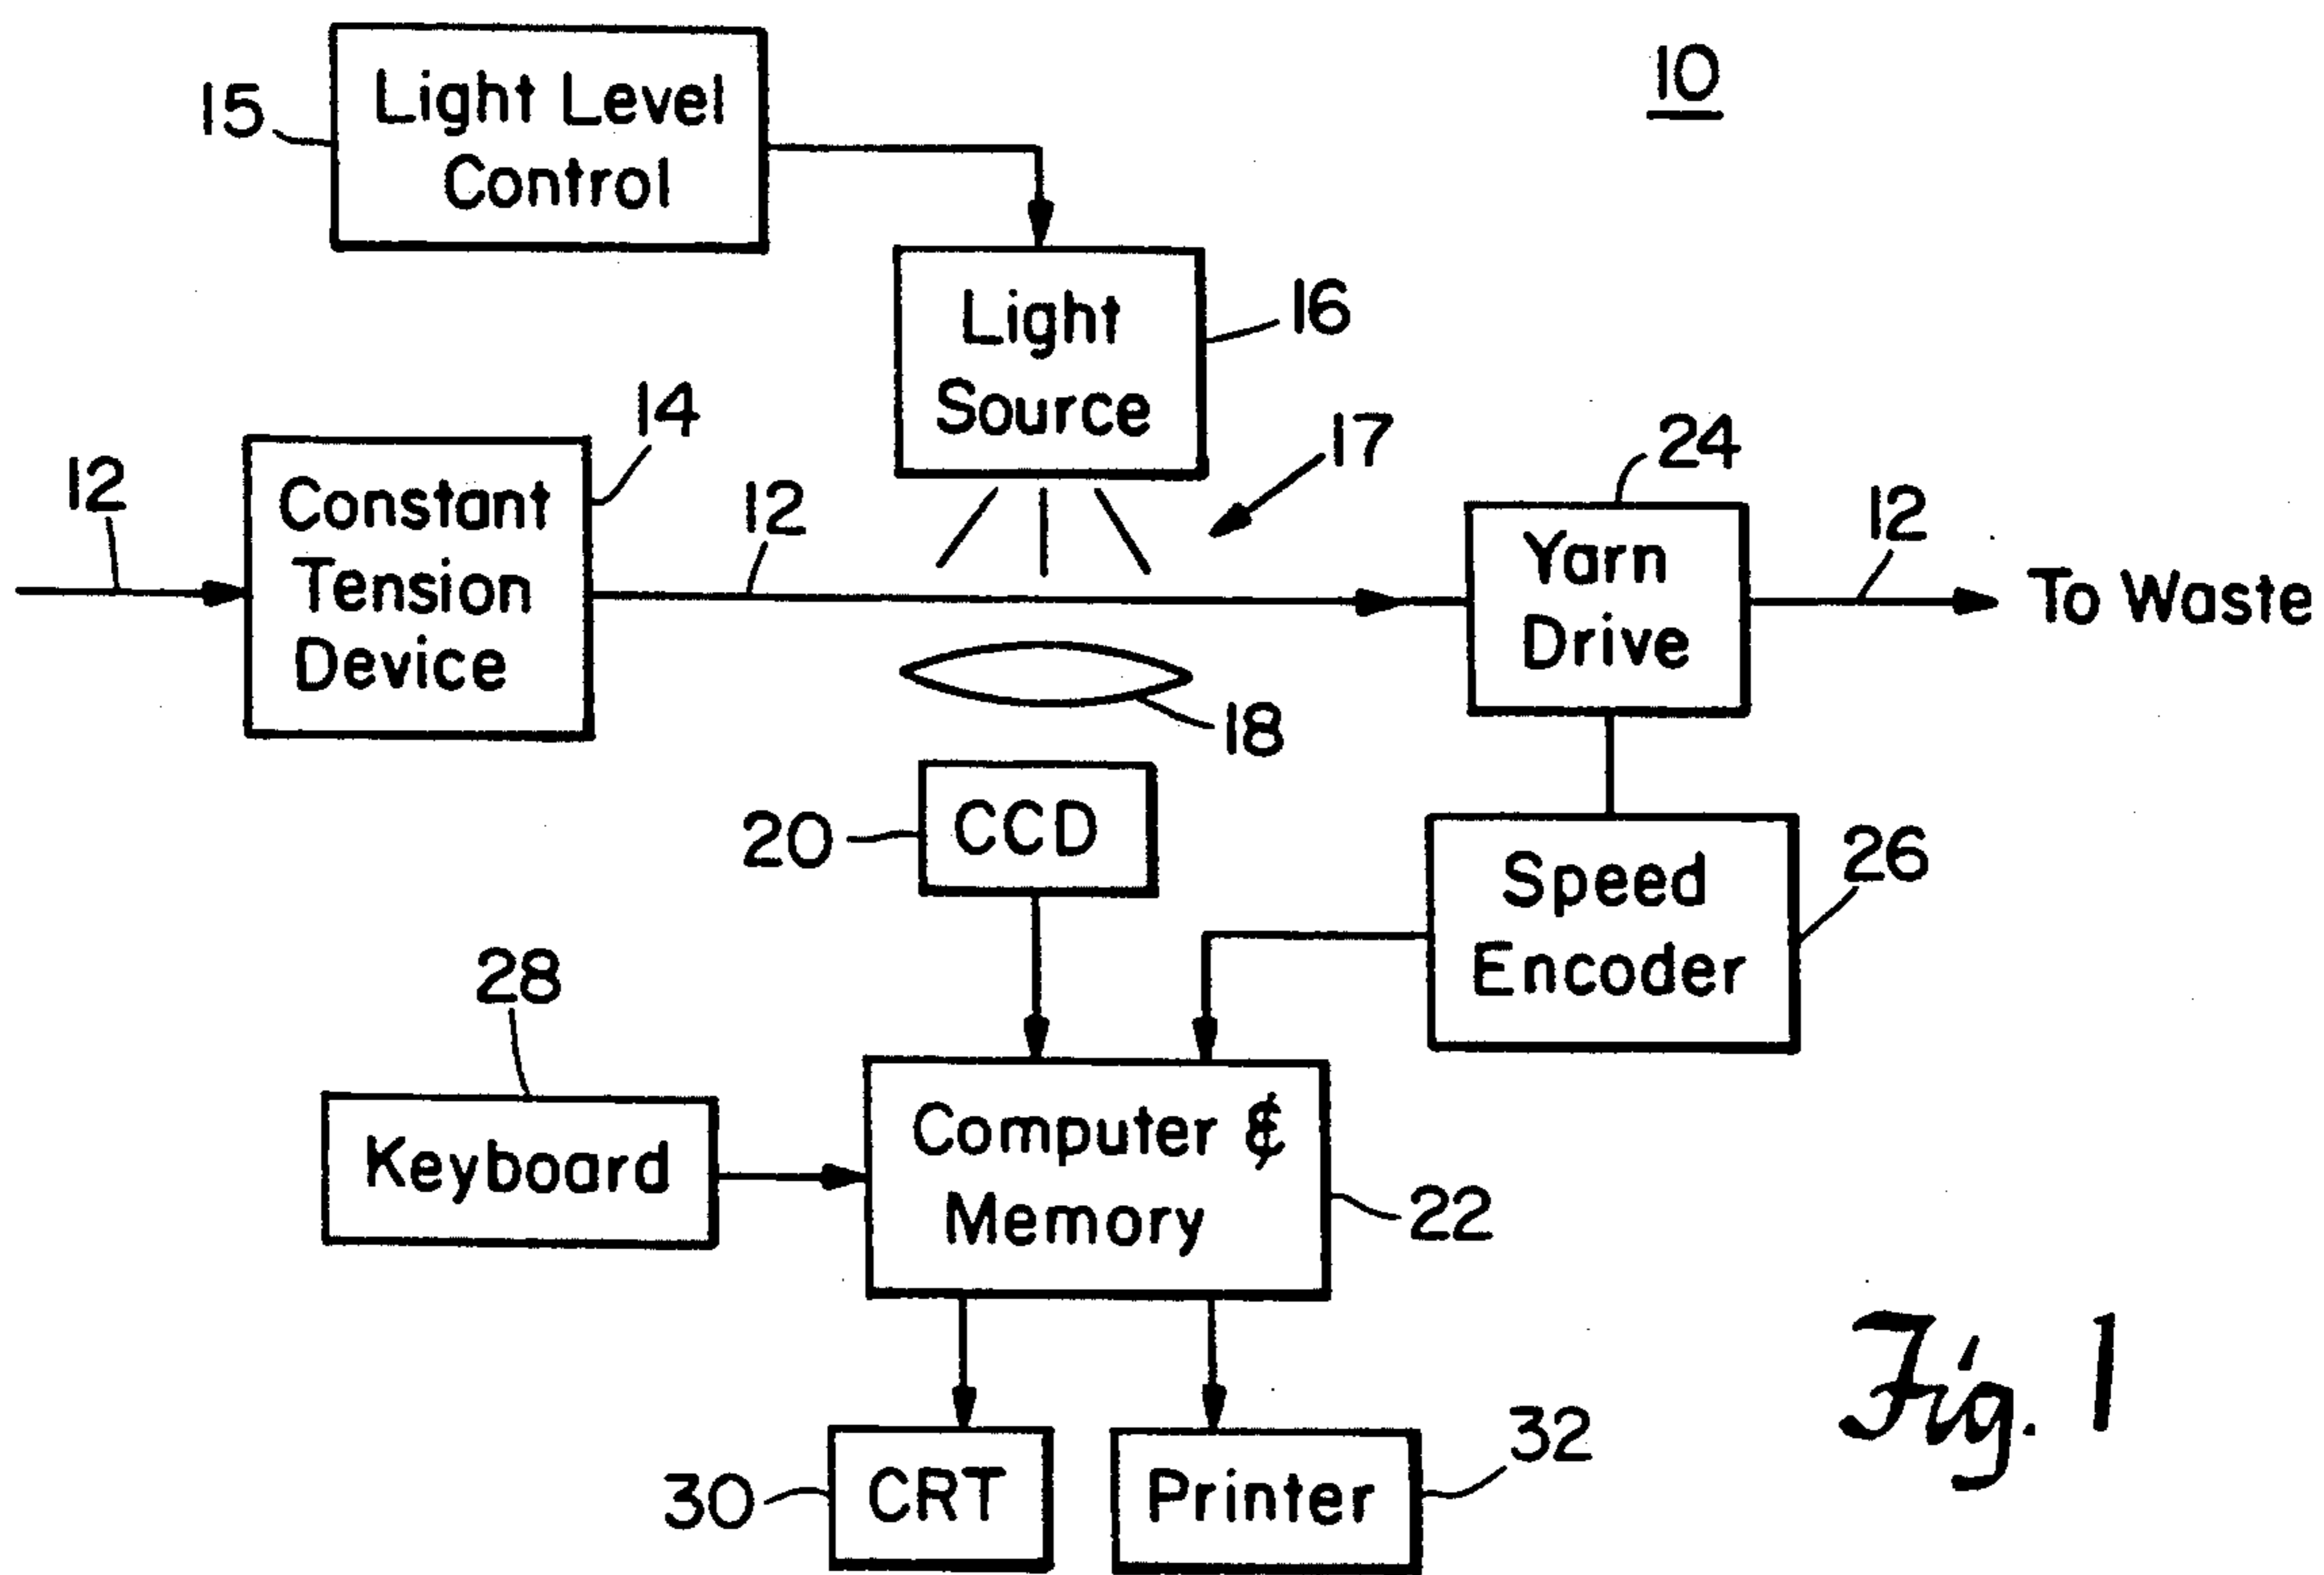 10
15
Light Level
Control
Light
Source
16
17
12
Constant
Tension
Device
14
12
24
Yarn
Drive
12
To Waste
18
20
CCD
26
Speed
Encoder
28
Keyboard
Computer &
Memory
22
30
CRT
Printer
32
Fig. 1